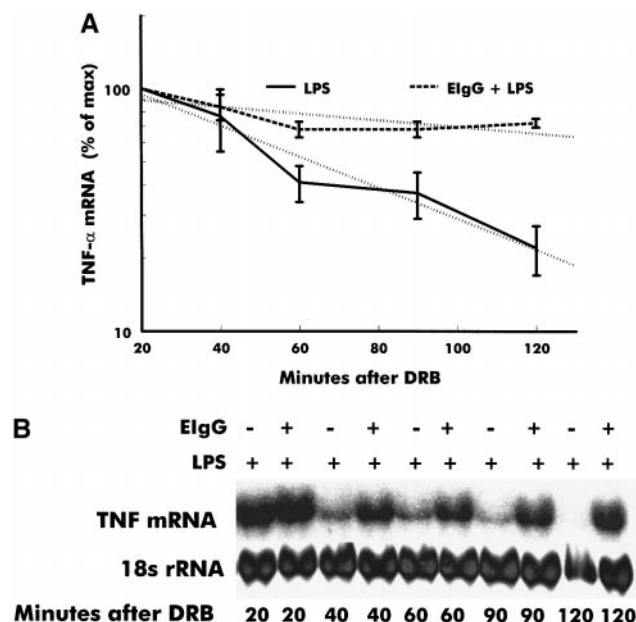 A
LPS
EIgG + LPS
100
10
TNF-α mRNA (% of max)
20 40 60 80 100 120
Minutes after DRB
B
EIgG - + - + - + - + - +
LPS + + + + + + + + + +
TNF mRNA
18s rRNA
Minutes after DRB 20 20 40 40 60 60 90 90 120 120